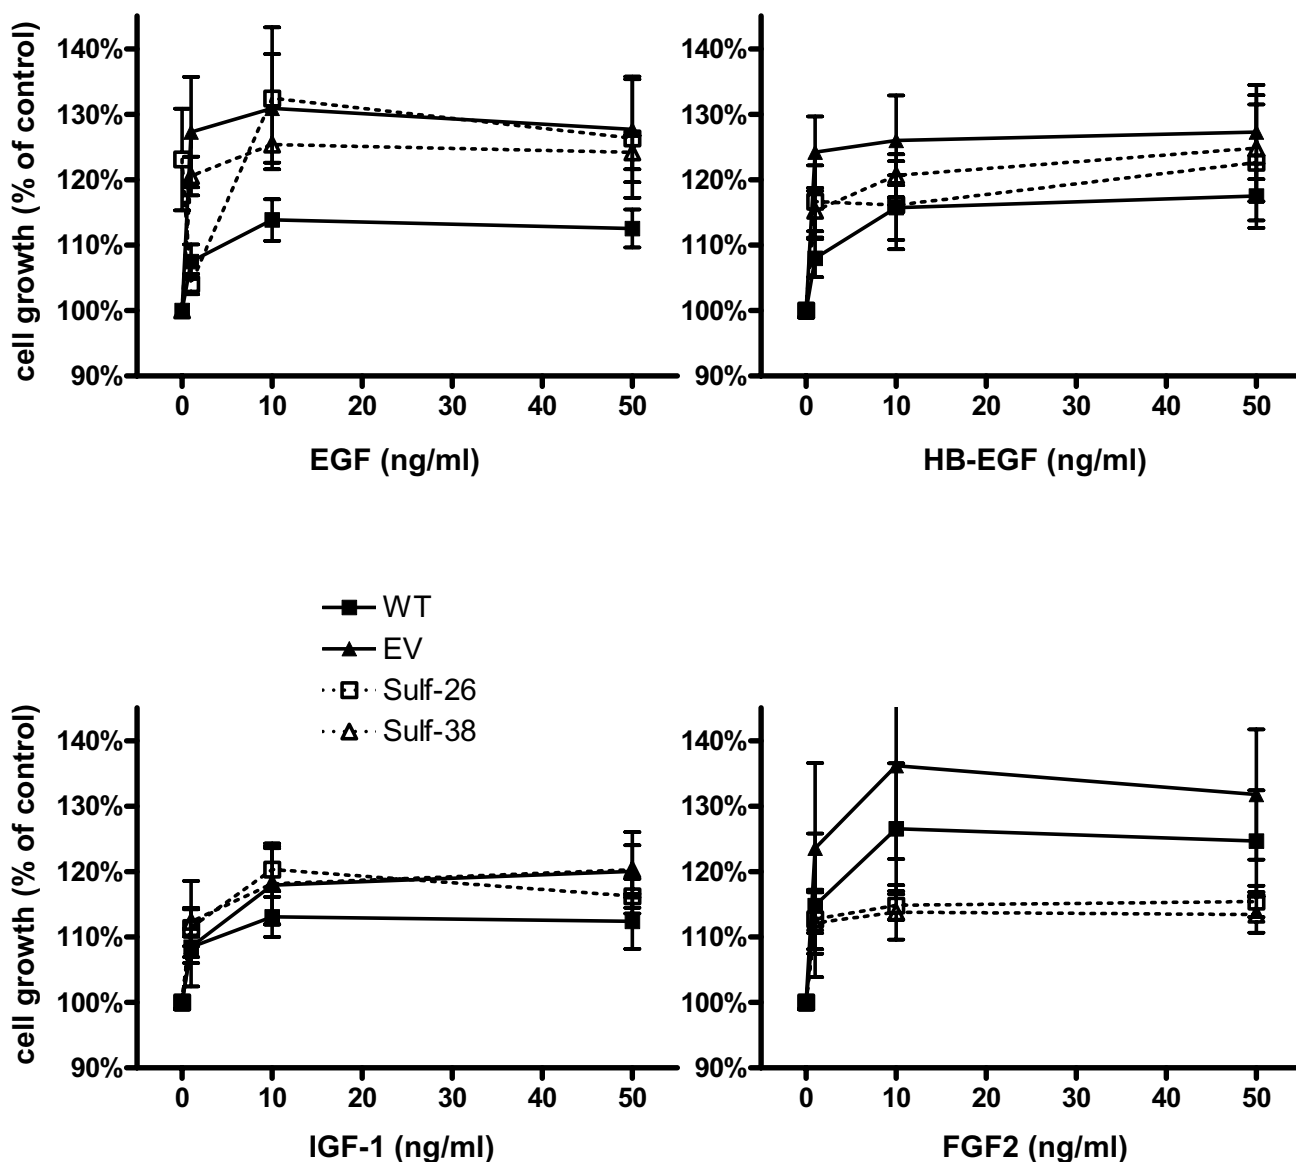 cell growth (% of control)
140%
130%
120%
110%
100%
90%
0 10 20 30 40 50
EGF (ng/ml)
140%
130%
120%
110%
100%
90%
0 10 20 30 40 50
HB-EGF (ng/ml)
WT
EV
Sulf-26
Sulf-38
cell growth (% of control)
140%
130%
120%
110%
100%
90%
0 10 20 30 40 50
IGF-1 (ng/ml)
140%
130%
120%
110%
100%
90%
0 10 20 30 40 50
FGF2 (ng/ml)